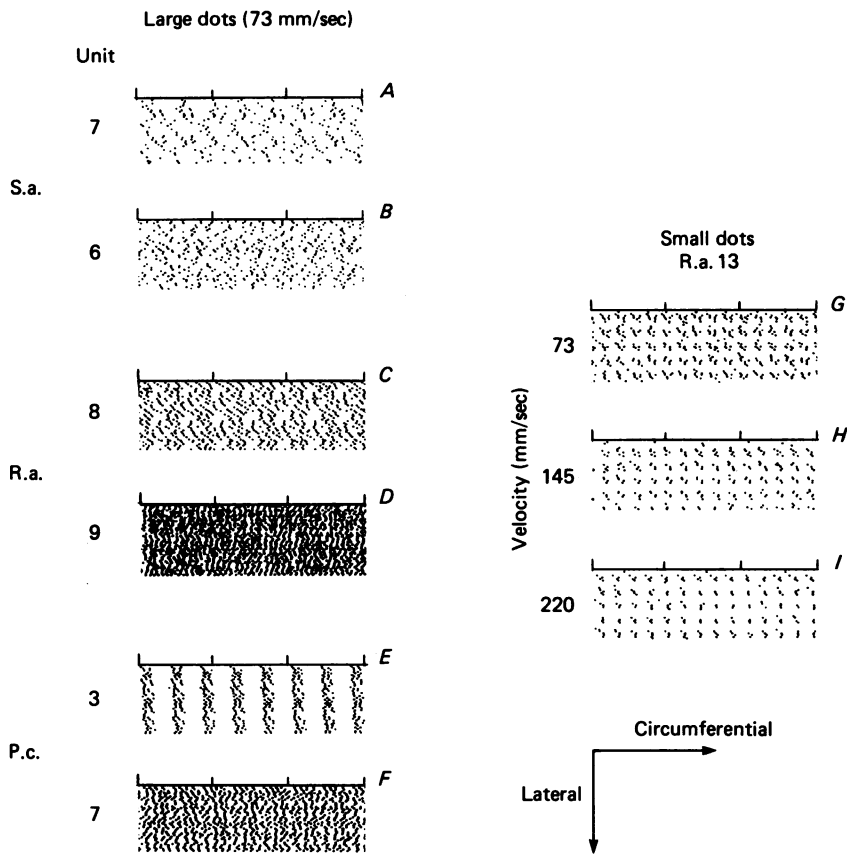 Large dots (73 mm/sec)
Unit
A
7
S.a.
B
6
C
8
R.a.
D
9
E
3
P.c.
F
7
Small dots
R.a. 13
G
73
H
145
Velocity (mm/sec)
I
220
Circumferential
Lateral